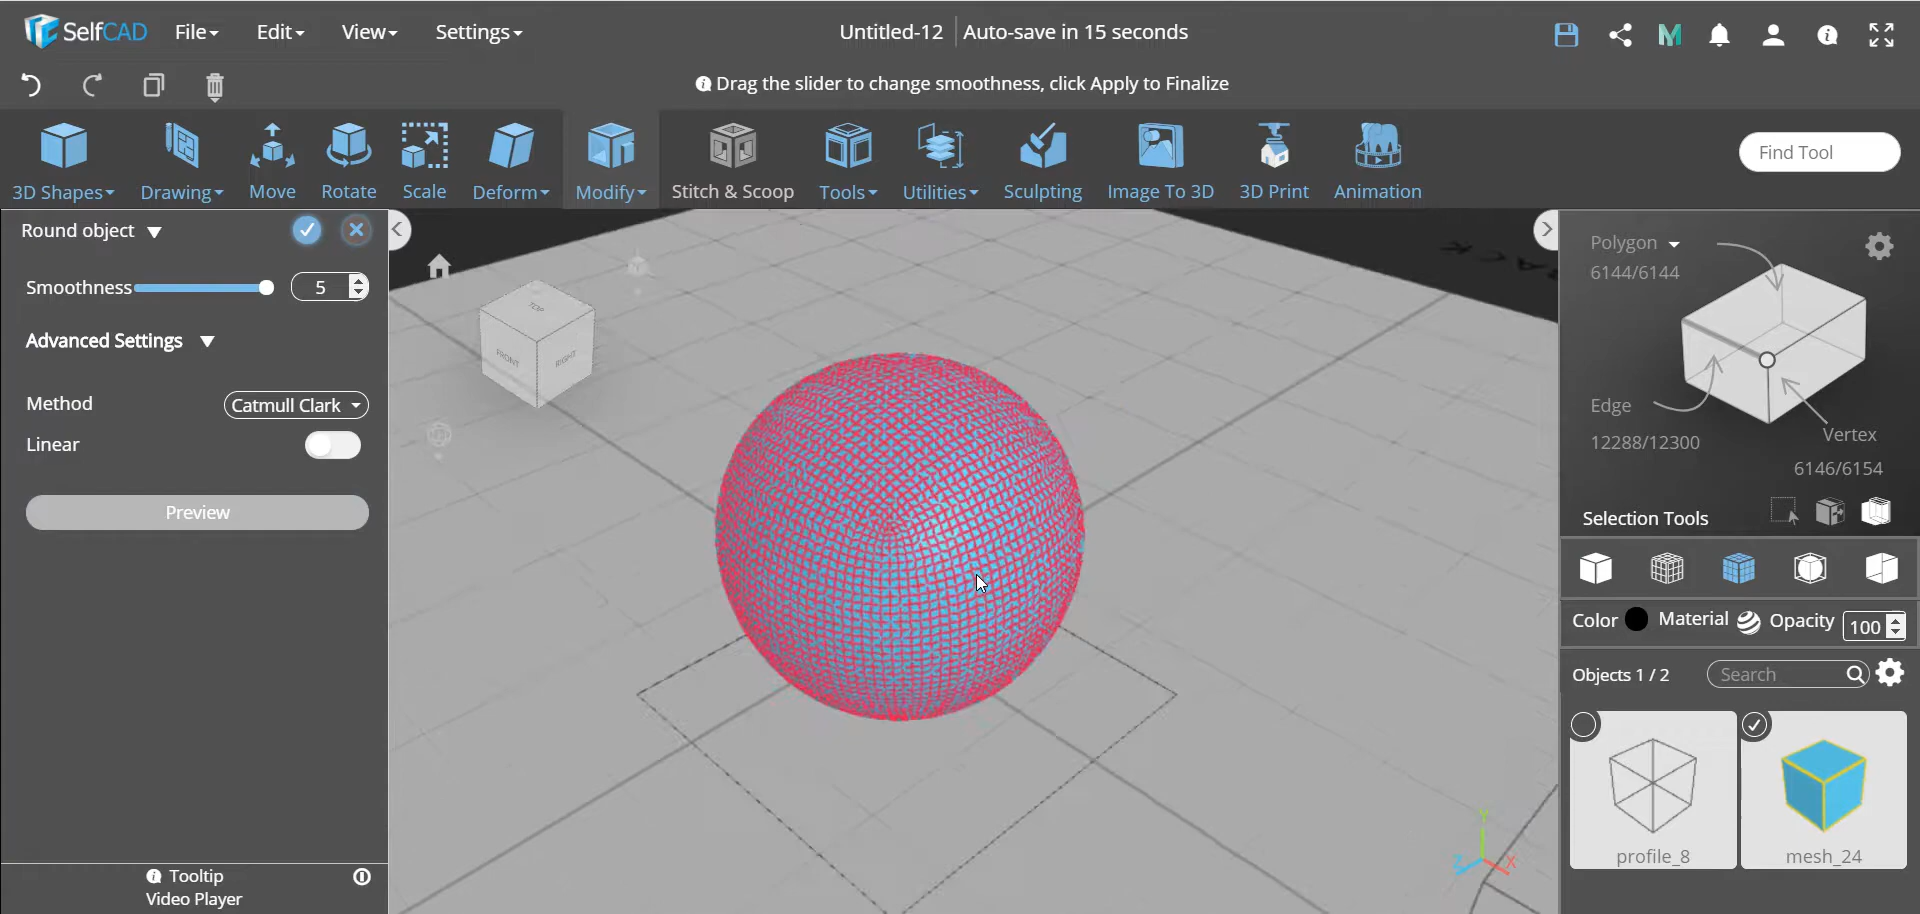 SelfCAD File Edit View Settings Untitled-12 Auto-save in 15 seconds
Drag the slider to change smoothness, click Apply to Finalize
3D Shapes Drawing Move Rotate Scale Deform Modify Stitch & Scoop Tools Utilities Sculpting Image To 3D 3D Print Animation Find Tool
Round object
Smoothness 5
Advanced Settings
Method Catmull Clark
Linear
Preview
Tooltip
Video Player
TOP
FRONT RIGHT
Y
Z X
Polygon
6144/6144
Edge
12288/12300
Vertex
6146/6154
Selection Tools
Color Material Opacity 100
Objects 1 / 2 Search
profile_8 mesh_24